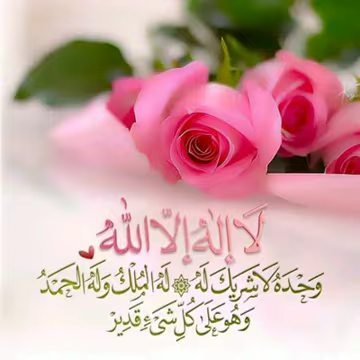 لَا إِلٰهَ إِلَّا اللهُ
وَحْدَهُ لَا شَرِيكَ لَهُ ۞ لَهُ الْمُلْكُ وَلَهُ الْحَمْدُ
وَهُوَ عَلَىٰ كُلِّ شَيْءٍ قَدِيرٌ